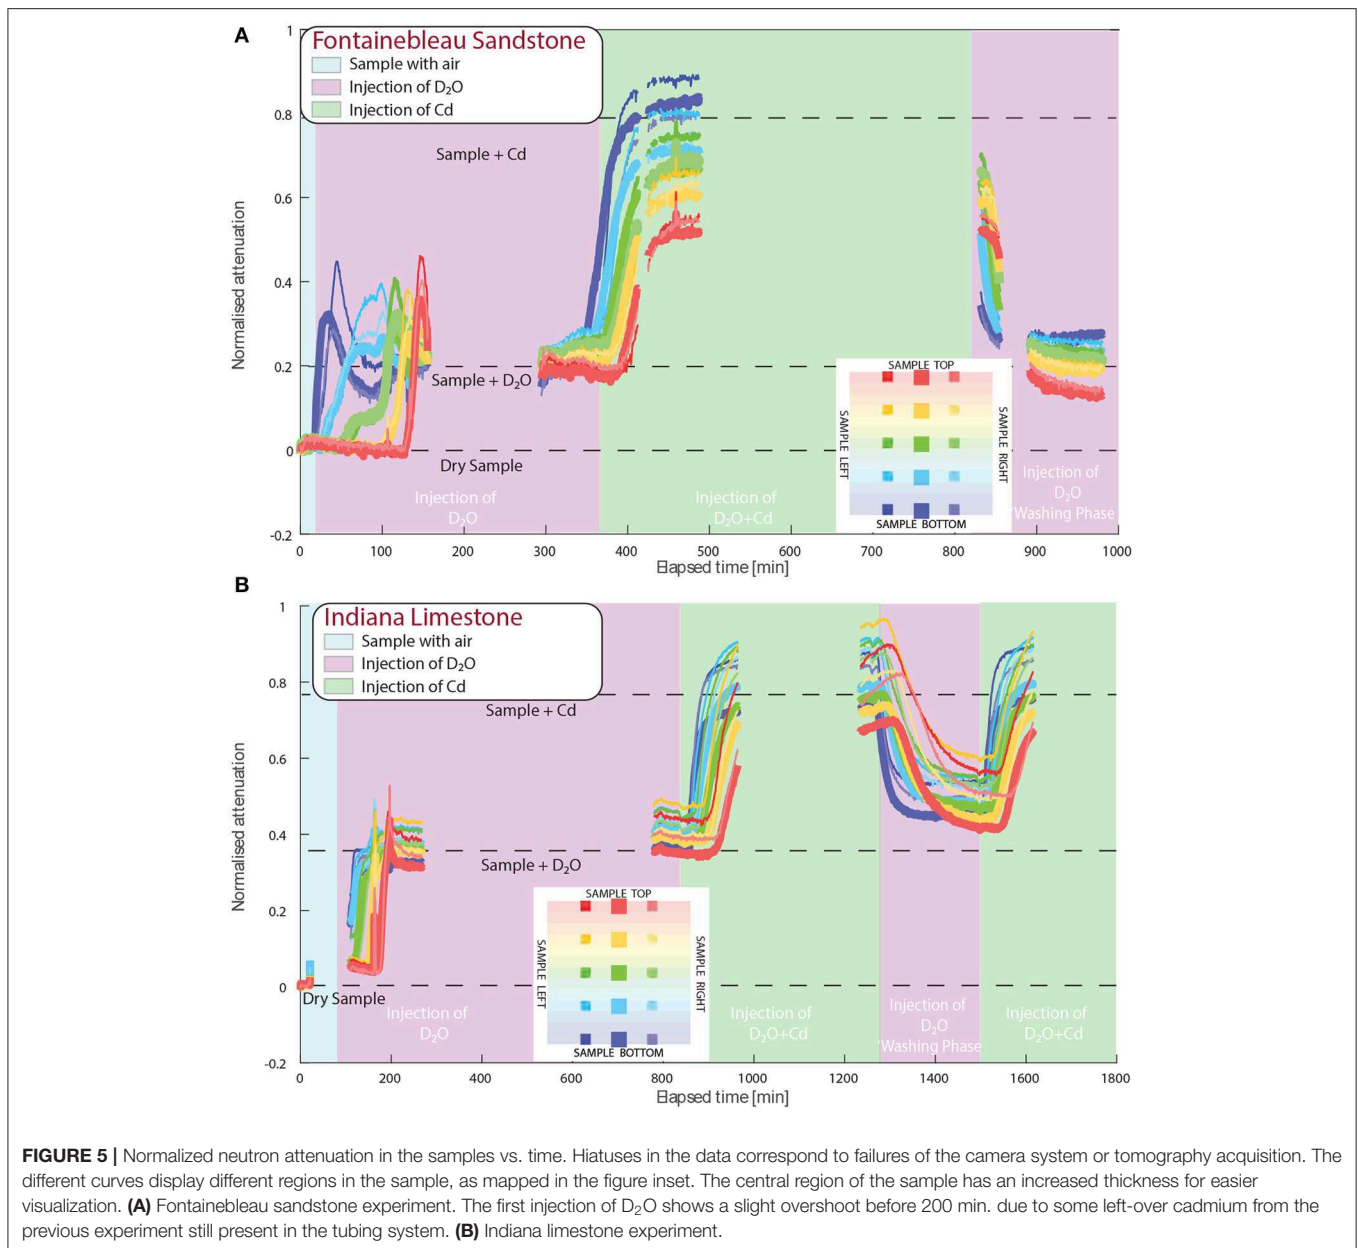 A
Fontainebleau Sandstone
Sample with air
Injection of D₂O
Injection of Cd
1
0.8
0.6
0.4
0.2
0
-0.2
Normalised attenuation
Sample + Cd
Sample + D₂O
Dry Sample
Injection of
D₂O
Injection of
D₂O+Cd
Injection of
D₂O
'Washing Phase
SAMPLE TOP
SAMPLE LEFT
SAMPLE RIGHT
SAMPLE BOTTOM
0 100 200 300 400 500 600 700 800 900 1000
Elapsed time [min]
B
Indiana Limestone
Sample with air
Injection of D₂O
Injection of Cd
1
0.8
0.6
0.4
0.2
0
-0.2
Normalised attenuation
Sample + Cd
Sample + D₂O
Dry Sample
Injection of
D₂O
Injection of
D₂O+Cd
Injection of
D₂O
'Washing Phase
Injection of
D₂O+Cd
SAMPLE TOP
SAMPLE LEFT
SAMPLE RIGHT
SAMPLE BOTTOM
0 200 400 600 800 1000 1200 1400 1600 1800
Elapsed time [min]
FIGURE 5 | Normalized neutron attenuation in the samples vs. time. Hiatuses in the data correspond to failures of the camera system or tomography acquisition. The
different curves display different regions in the sample, as mapped in the figure inset. The central region of the sample has an increased thickness for easier
visualization. (A) Fontainebleau sandstone experiment. The first injection of D₂O shows a slight overshoot before 200 min. due to some left-over cadmium from the
previous experiment still present in the tubing system. (B) Indiana limestone experiment.